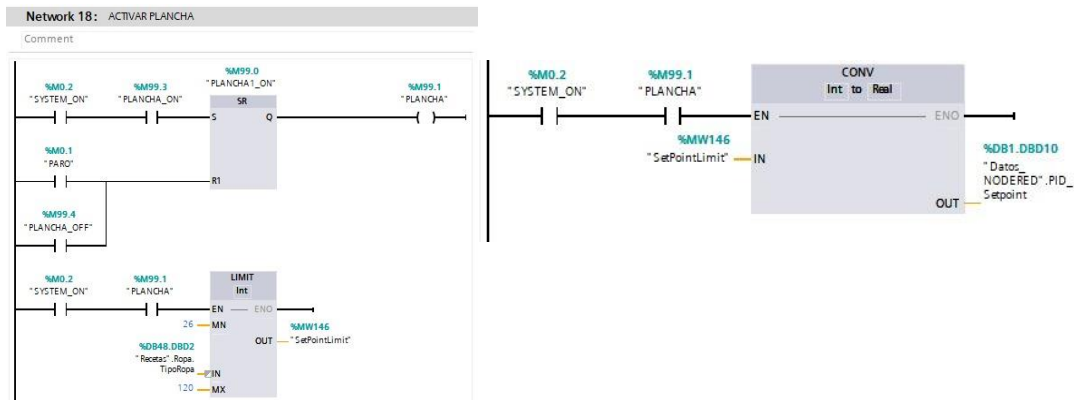 Network 18: ACTIVAR PLANCHA
Comment
%M99.0
"PLANCHA1_ON"
%M0.2
"SYSTEM_ON"
%M99.3
"PLANCHA_ON"
SR
%M99.1
"PLANCHA"
S
Q
%M0.1
"PARO"
R1
%M99.4
"PLANCHA_OFF"
%M0.2
"SYSTEM_ON"
%M99.1
"PLANCHA"
LIMIT
Int
EN
ENO
26
MN
%MW146
"SetPointLimit"
OUT
%DB48.DBD2
"Recetas".Ropa.
TipoRopa
IN
120
MX
%M0.2
"SYSTEM_ON"
%M99.1
"PLANCHA"
CONV
Int to Real
EN
ENO
%MW146
"SetPointLimit"
IN
%DB1.DBD10
"Datos_
NODERED".PID_
Setpoint
OUT